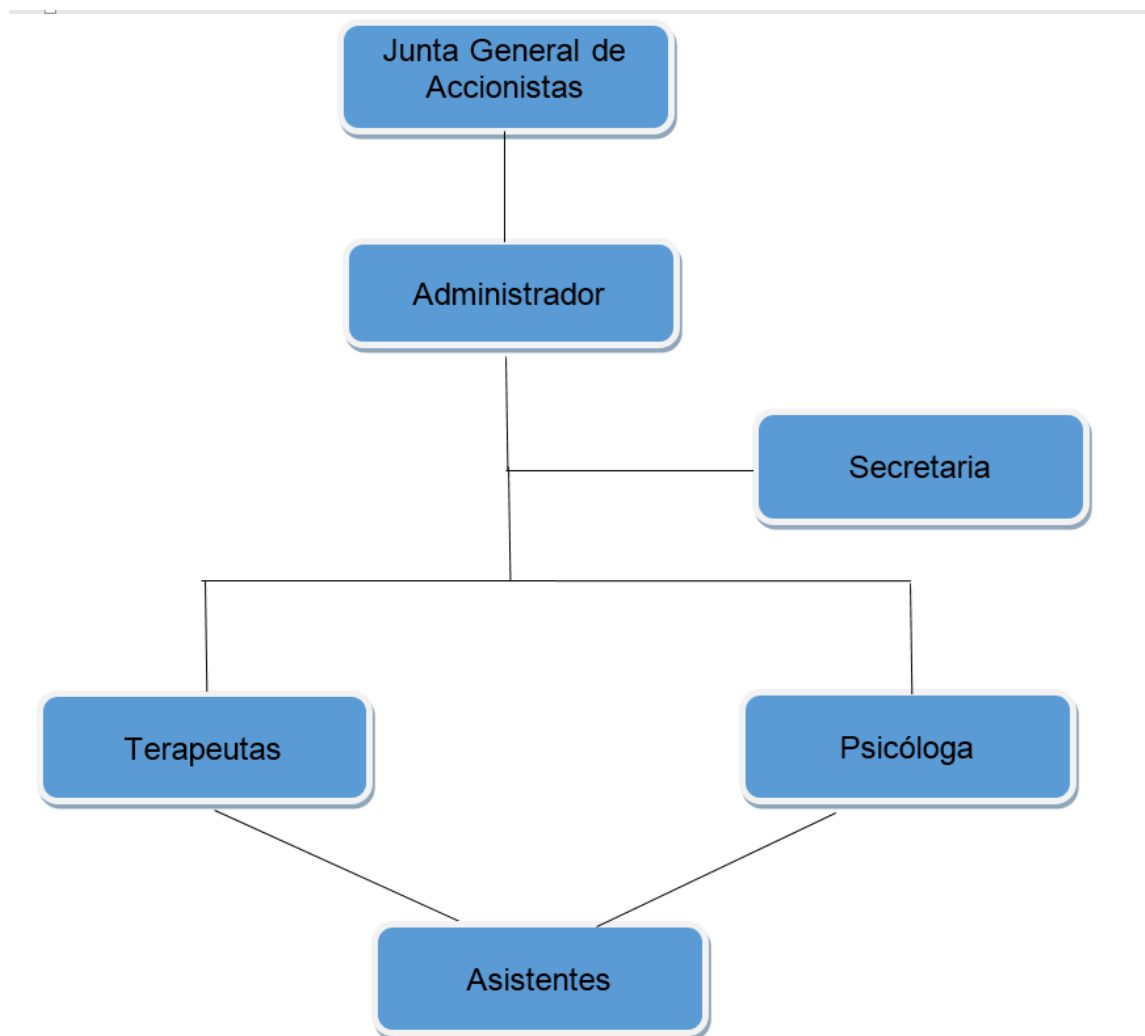 Junta General de
Accionistas
Administrador
Secretaria
Terapeutas
Psicóloga
Asistentes